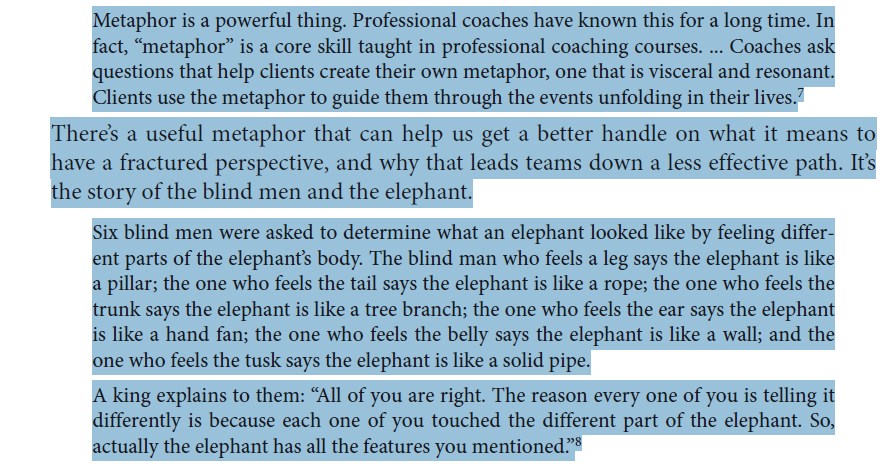 Metaphor is a powerful thing. Professional coaches have known this for a long time. In
fact, “metaphor” is a core skill taught in professional coaching courses. ... Coaches ask
questions that help clients create their own metaphor, one that is visceral and resonant.
Clients use the metaphor to guide them through the events unfolding in their lives.⁷
There’s a useful metaphor that can help us get a better handle on what it means to
have a fractured perspective, and why that leads teams down a less effective path. It’s
the story of the blind men and the elephant.
Six blind men were asked to determine what an elephant looked like by feeling differ-
ent parts of the elephant’s body. The blind man who feels a leg says the elephant is like
a pillar; the one who feels the tail says the elephant is like a rope; the one who feels the
trunk says the elephant is like a tree branch; the one who feels the ear says the elephant
is like a hand fan; the one who feels the belly says the elephant is like a wall; and the
one who feels the tusk says the elephant is like a solid pipe.
A king explains to them: “All of you are right. The reason every one of you is telling it
differently is because each one of you touched the different part of the elephant. So,
actually the elephant has all the features you mentioned.”⁸